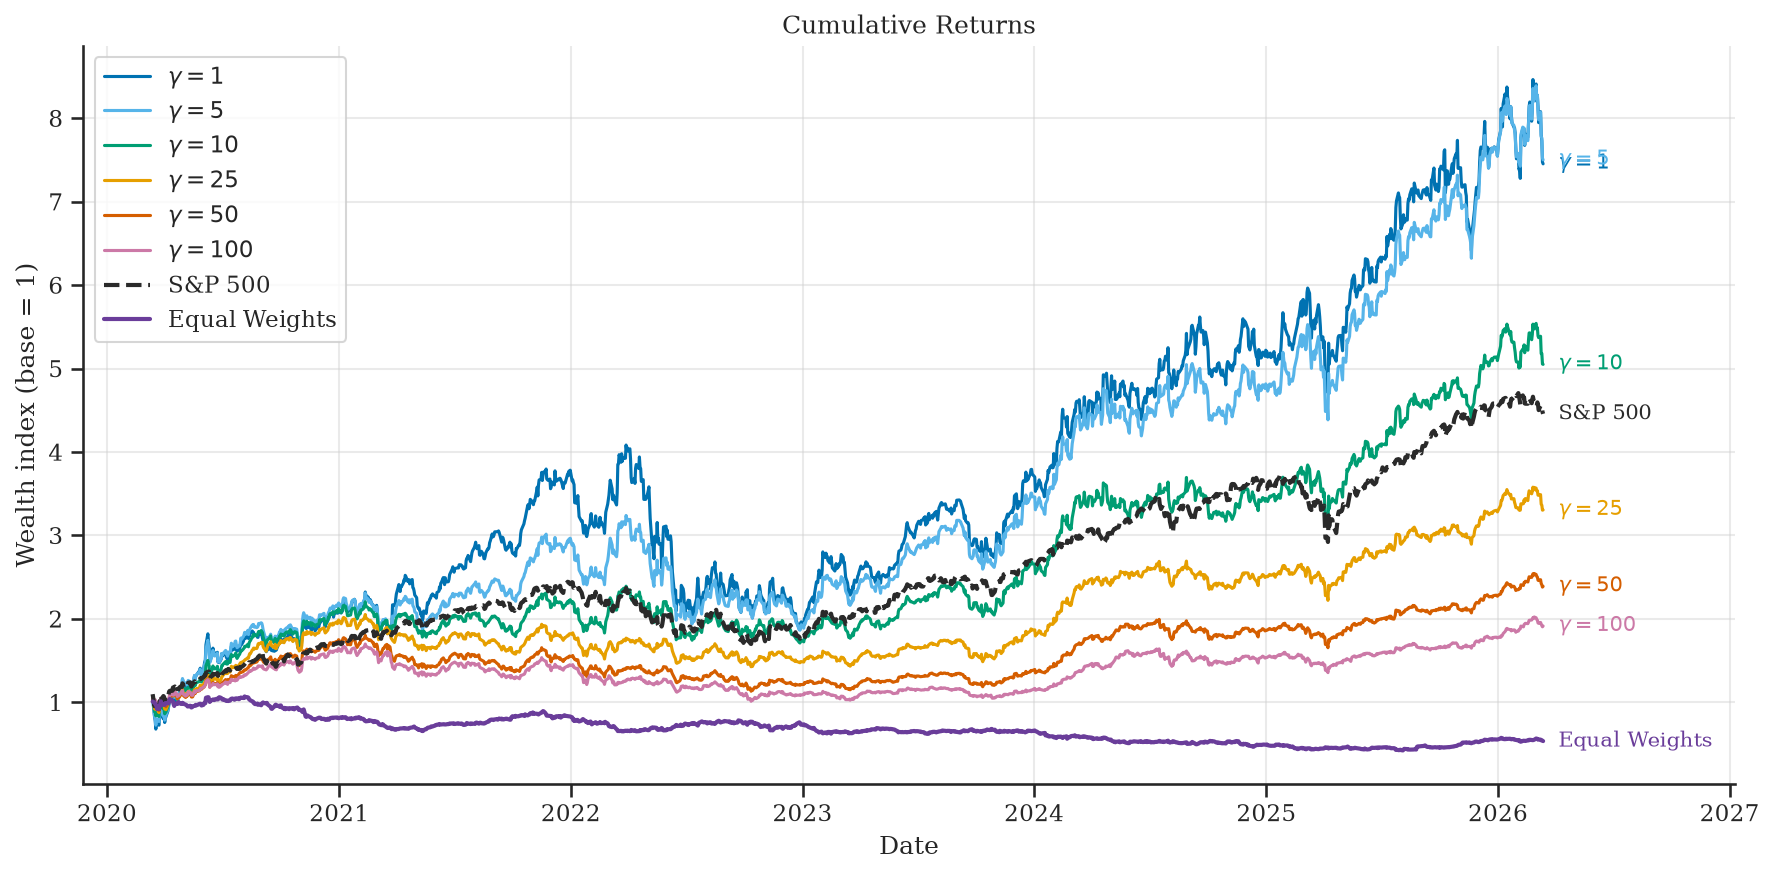 Cumulative Returns
Wealth index (base = 1)
8
7
6
5
4
3
2
1
γ = 1
γ = 5
γ = 10
γ = 25
γ = 50
γ = 100
S&P 500
Equal Weights
γ = 5
γ = 1
γ = 10
S&P 500
γ = 25
γ = 50
γ = 100
Equal Weights
2020 2021 2022 2023 2024 2025 2026 2027
Date